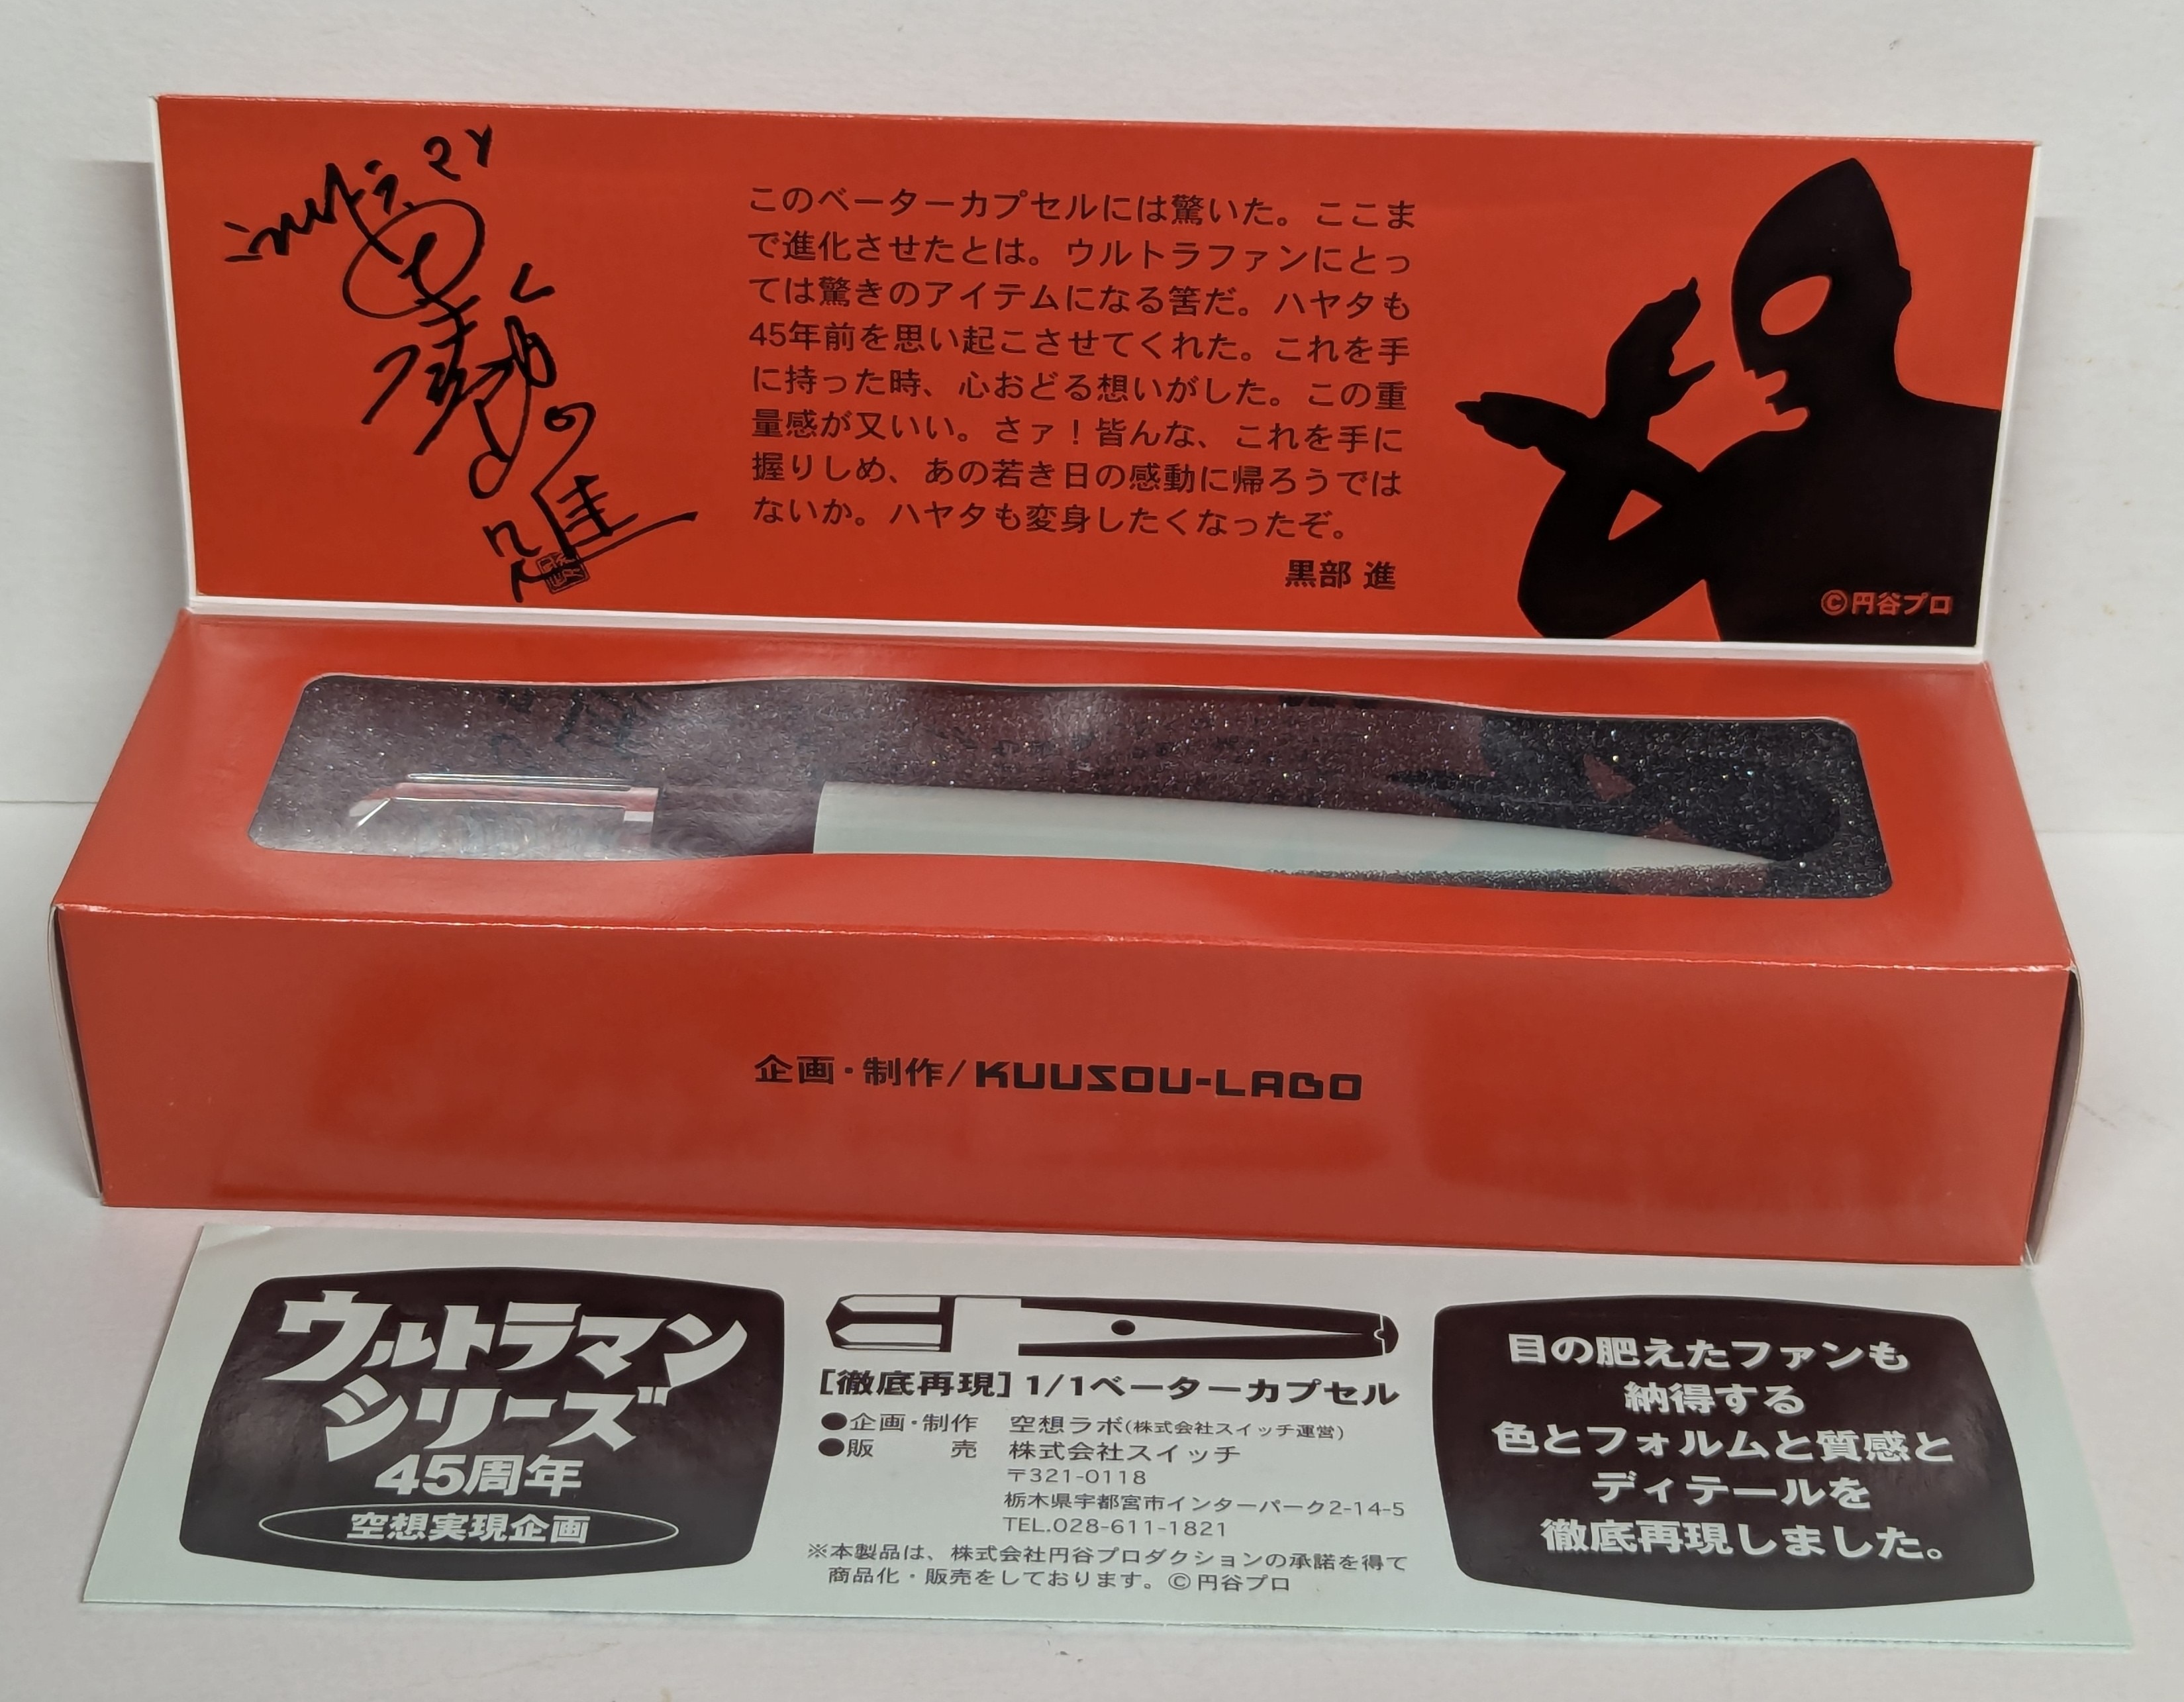 このベーターカプセルには驚いた。ここま
で進化させたとは。ウルトラファンにとっ
ては驚きのアイテムになる筈だ。ハヤタも
45年前を思い起こさせてくれた。これを手
に持った時、心おどる想いがした。この重
量感が又いい。さァ！皆んな、これを手に
握りしめ、あの若き日の感動に帰ろうでは
ないか。ハヤタも変身したくなったぞ。
黒部 進
©円谷プロ
企画・制作/KUUSOU-LABO
ウルトラマン
シリーズ
45周年
空想実現企画
[徹底再現] 1/1ベーターカプセル
●企画・制作 空想ラボ(株式会社スイッチ運営)
●販 売 株式会社スイッチ
〒321-0118
栃木県宇都宮市インターパーク2-14-5
TEL.028-611-1821
※本製品は、株式会社円谷プロダクションの承諾を得て
商品化・販売をしております。©円谷プロ
目の肥えたファンも
納得する
色とフォルムと質感と
ディテールを
徹底再現しました。